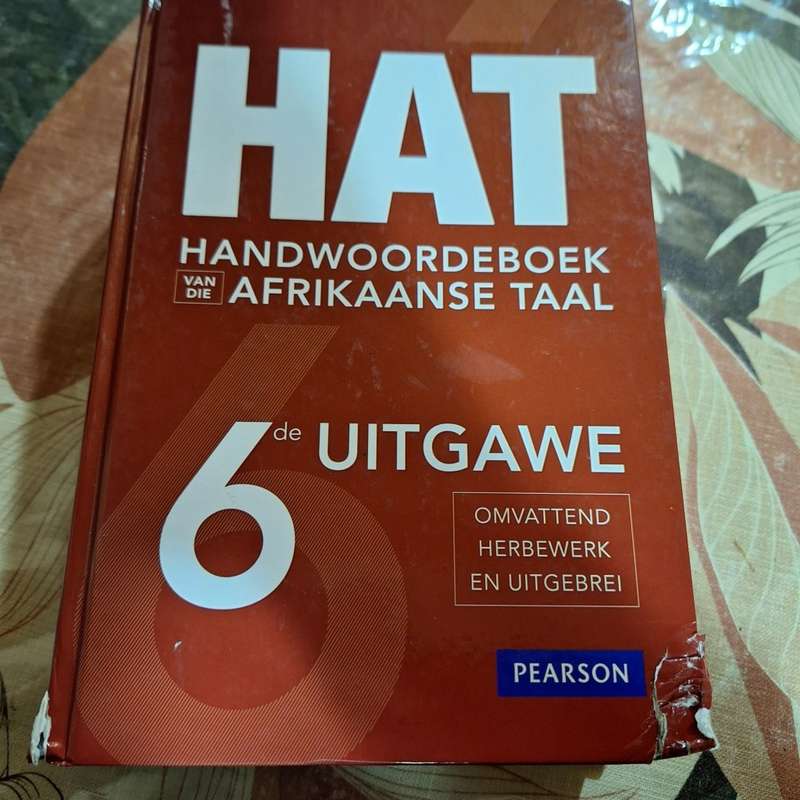 HAT
HANDWOORDEBOEK
VAN DIE AFRIKAANSE TAAL
6de UITGAWE
OMVATTEND
HERBEWERK
EN UITGEBREI
PEARSON